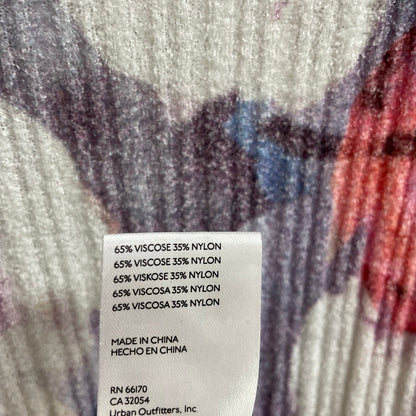 65% VISCOSE 35% NYLON
65% VISCOSE 35% NYLON
65% VISKOSE 35% NYLON
65% VISCOSA 35% NYLON
65% VISCOSA 35% NYLON
MADE IN CHINA
HECHO EN CHINA
RN 66170
CA 32054
Urban Outfitters, Inc